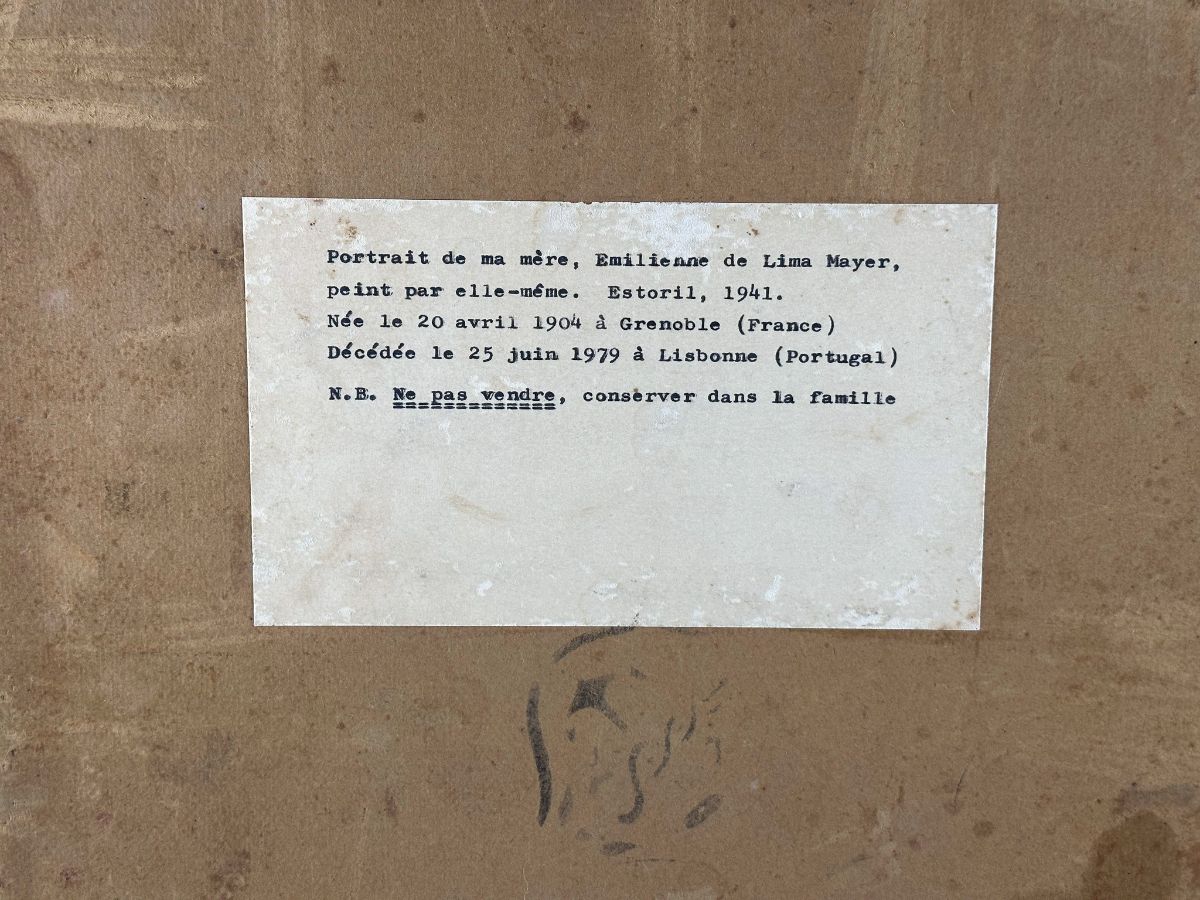 Portrait de ma mère, Emilienne de Lima Mayer,
peint par elle-même. Estoril, 1941.
Née le 20 avril 1904 à Grenoble (France)
Décédée le 25 juin 1979 à Lisbonne (Portugal)
N.B. Ne pas vendre, conserver dans la famille